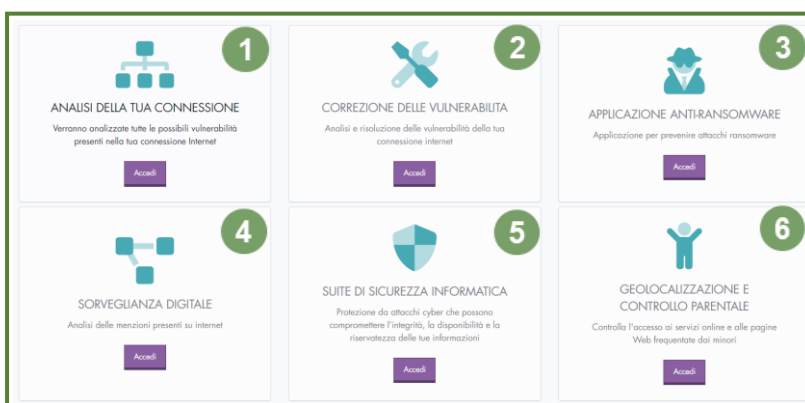 1
ANALISI DELLA TUA CONNESSIONE
Verranno analizzate tutte le possibili vulnerabilità
presenti nella tua connessione Internet
Accedi
2
CORREZIONE DELLE VULNERABILITA
Analisi e risoluzione delle vulnerabilità della tua
connessione internet
Accedi
3
APPLICAZIONE ANTI-RANSOMWARE
Applicazione per prevenire attacchi ransomware
Accedi
4
SORVEGLIANZA DIGITALE
Analisi delle menzioni presenti su internet
Accedi
5
SUITE DI SICUREZZA INFORMATICA
Protezione da attacchi cyber che possono
compromettere l'integrità, la disponibilità e la
riservatezza delle tue informazioni
Accedi
6
GEOLOCALIZZAZIONE E
CONTROLLO PARENTALE
Controlla l'accesso ai servizi online e alle pagine
Web frequentate dai minori
Accedi